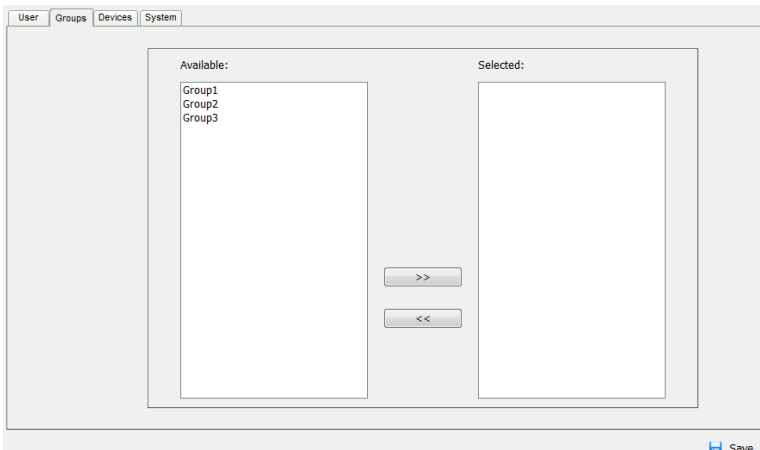 User Groups Devices System
Available: Selected:
Group1
Group2
Group3
>>
<<
Save